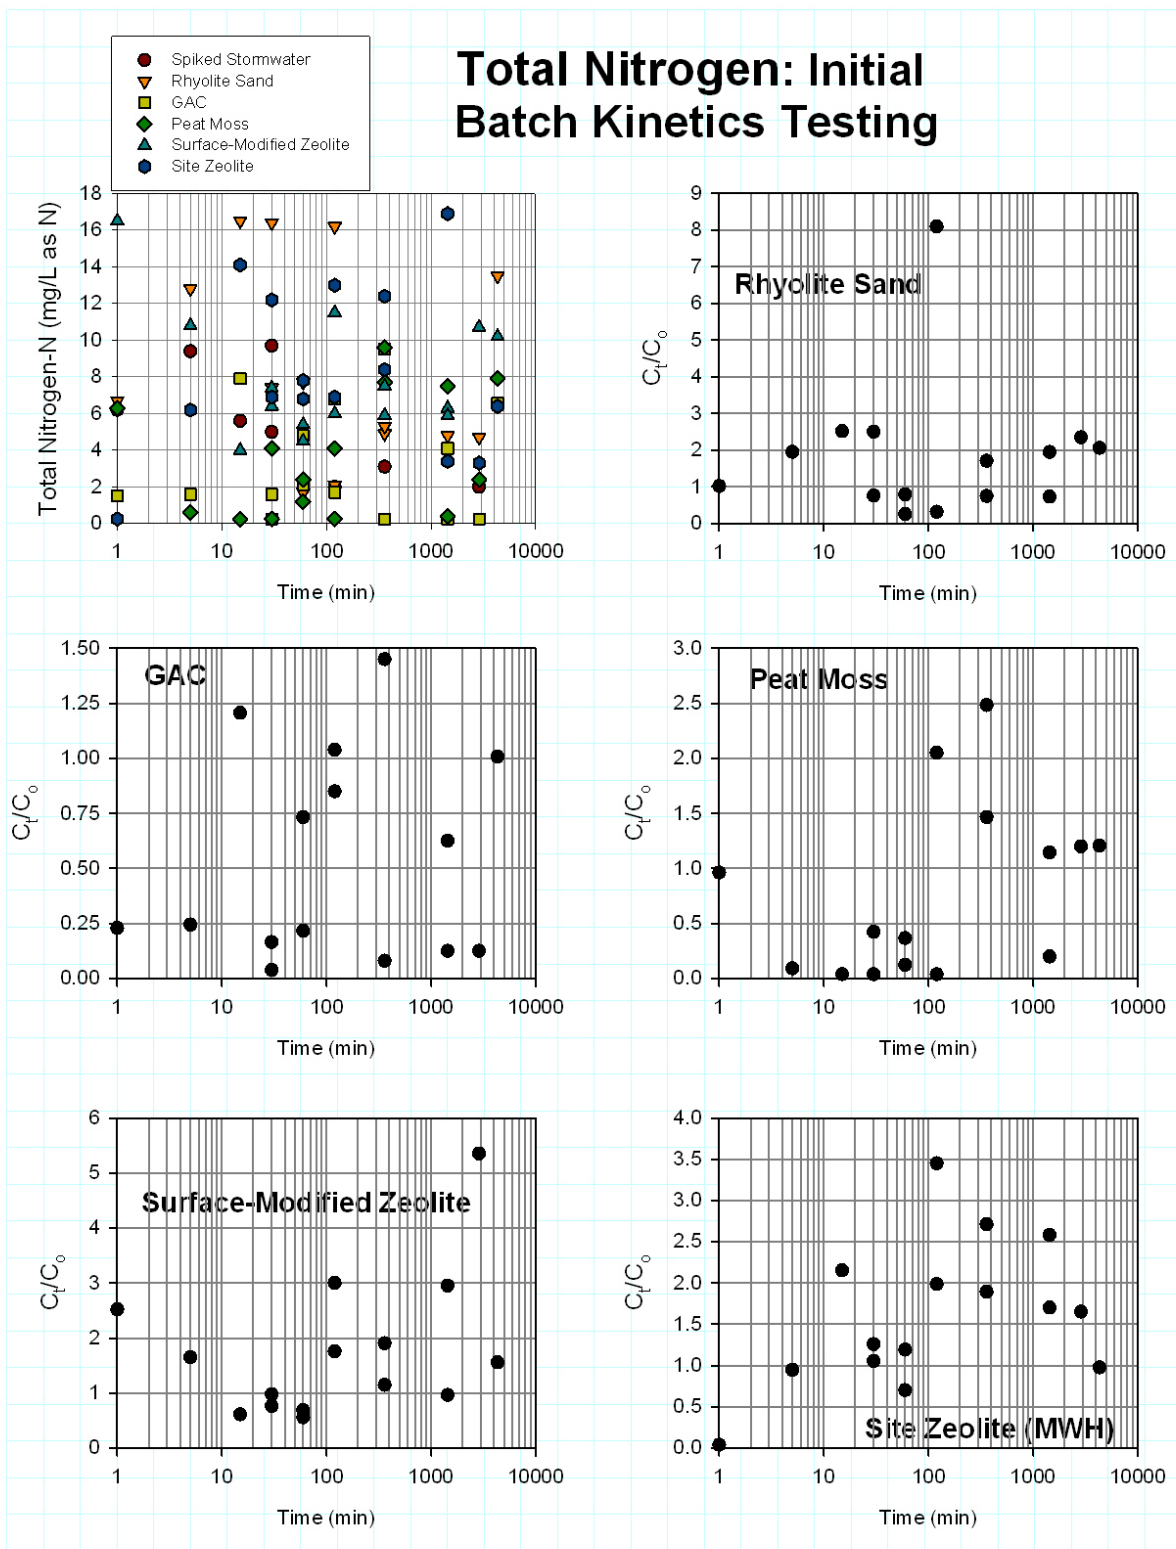 Total Nitrogen: Initial
Batch Kinetics Testing
Spiked Stormwater
Rhyolite Sand
GAC
Peat Moss
Surface-Modified Zeolite
Site Zeolite
Total Nitrogen-N (mg/L as N)
18
16
14
12
10
8
6
4
2
0
1 10 100 1000 10000
Time (min)
Rhyolite Sand
Ct/Co
9
8
7
6
5
4
3
2
1
0
1 10 100 1000 10000
Time (min)
GAC
Ct/Co
1.50
1.25
1.00
0.75
0.50
0.25
0.00
1 10 100 1000 10000
Time (min)
Peat Moss
Ct/Co
3.0
2.5
2.0
1.5
1.0
0.5
0.0
1 10 100 1000 10000
Time (min)
Surface-Modified Zeolite
Ct/Co
6
5
4
3
2
1
0
1 10 100 1000 10000
Time (min)
Ct/Co
4.0
3.5
3.0
2.5
2.0
1.5
1.0
0.5
0.0
Site Zeolite (MWH)
1 10 100 1000 10000
Time (min)